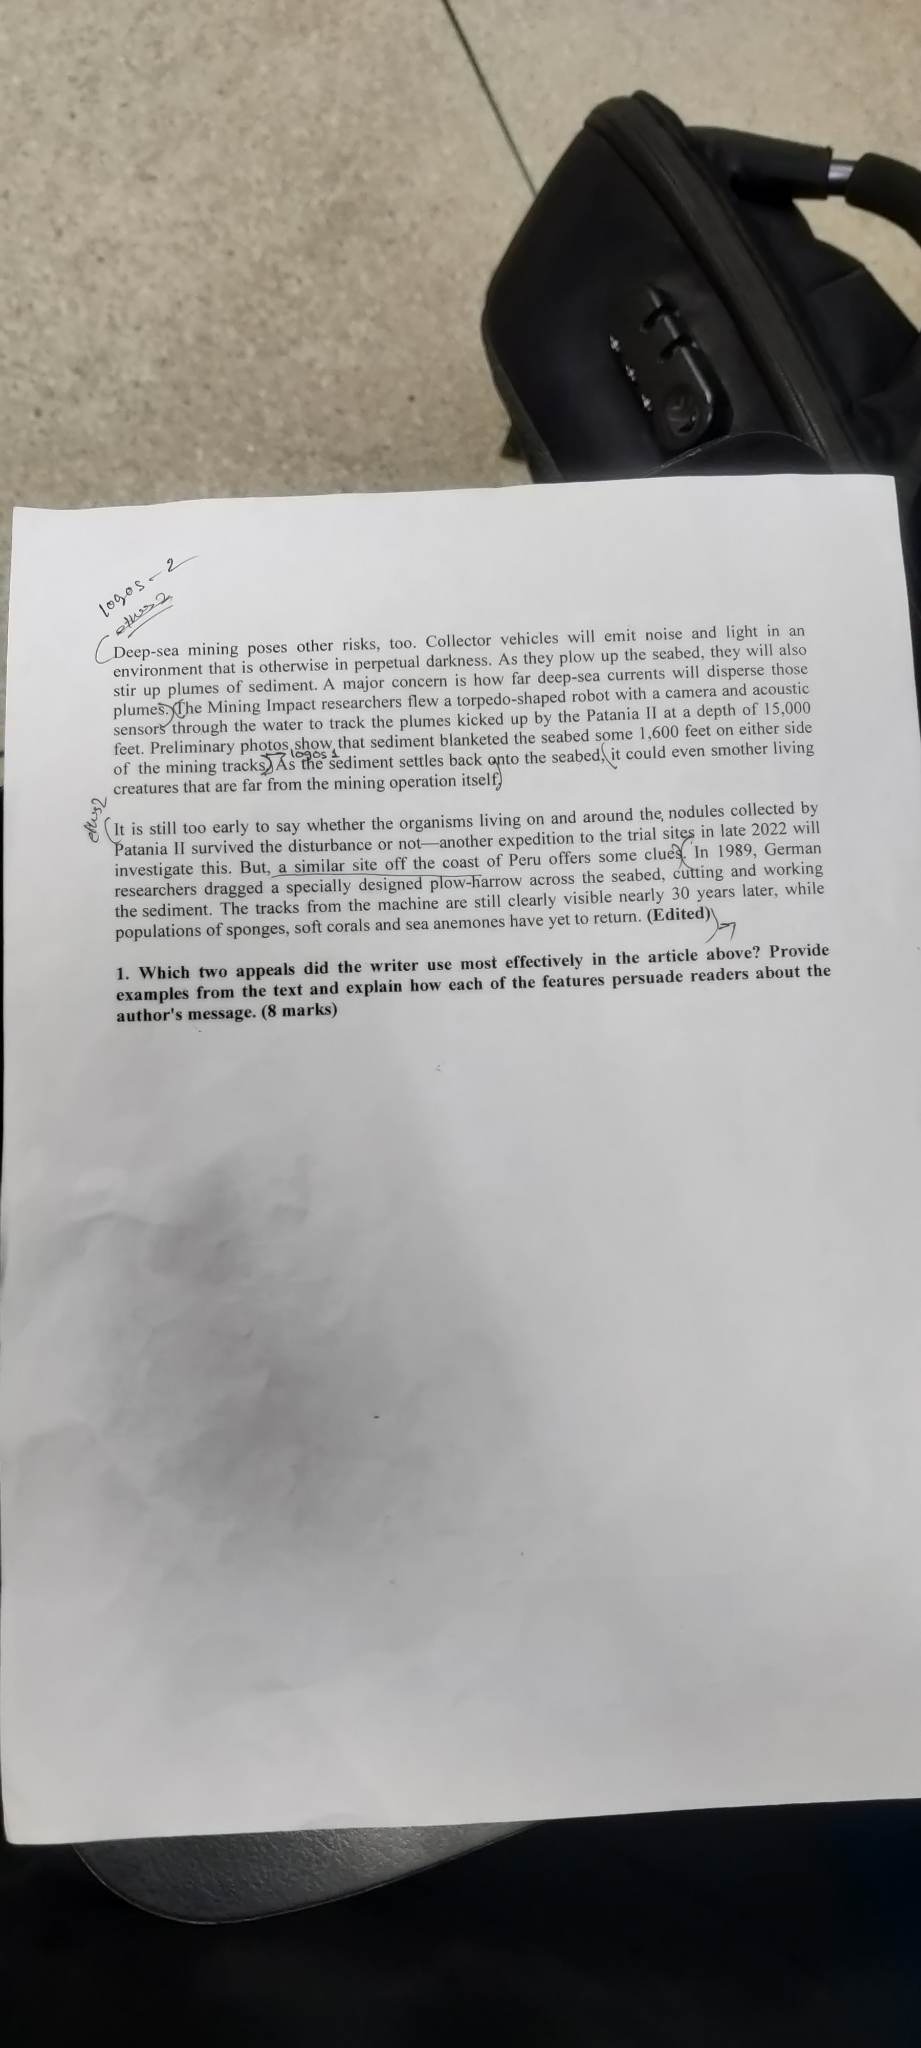 logos - 2
ethos 2
Deep-sea mining poses other risks, too. Collector vehicles will emit noise and light in an
environment that is otherwise in perpetual darkness. As they plow up the seabed, they will also
stir up plumes of sediment. A major concern is how far deep-sea currents will disperse those
plumes. The Mining Impact researchers flew a torpedo-shaped robot with a camera and acoustic
sensors through the water to track the plumes kicked up by the Patania II at a depth of 15,000
feet. Preliminary photos show that sediment blanketed the seabed some 1,600 feet on either side
logos 1
of the mining tracks. As the sediment settles back onto the seabed, it could even smother living
creatures that are far from the mining operation itself.
ethos 2
It is still too early to say whether the organisms living on and around the nodules collected by
Patania II survived the disturbance or not—another expedition to the trial sites in late 2022 will
investigate this. But, a similar site off the coast of Peru offers some clues. In 1989, German
researchers dragged a specially designed plow-harrow across the seabed, cutting and working
the sediment. The tracks from the machine are still clearly visible nearly 30 years later, while
populations of sponges, soft corals and sea anemones have yet to return. (Edited)
1. Which two appeals did the writer use most effectively in the article above? Provide
examples from the text and explain how each of the features persuade readers about the
author's message. (8 marks)